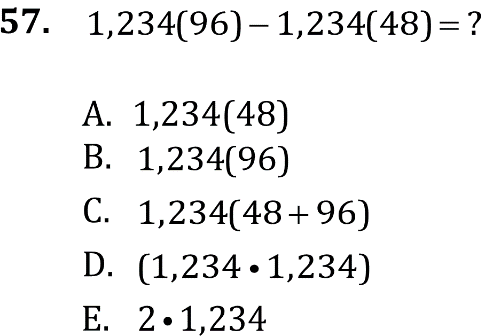 57. 1,234(96) – 1,234(48) = ?
A. 1,234(48)
B. 1,234(96)
C. 1,234(48 + 96)
D. (1,234 • 1,234)
E. 2 • 1,234